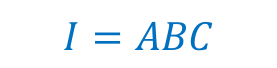 I = ABC